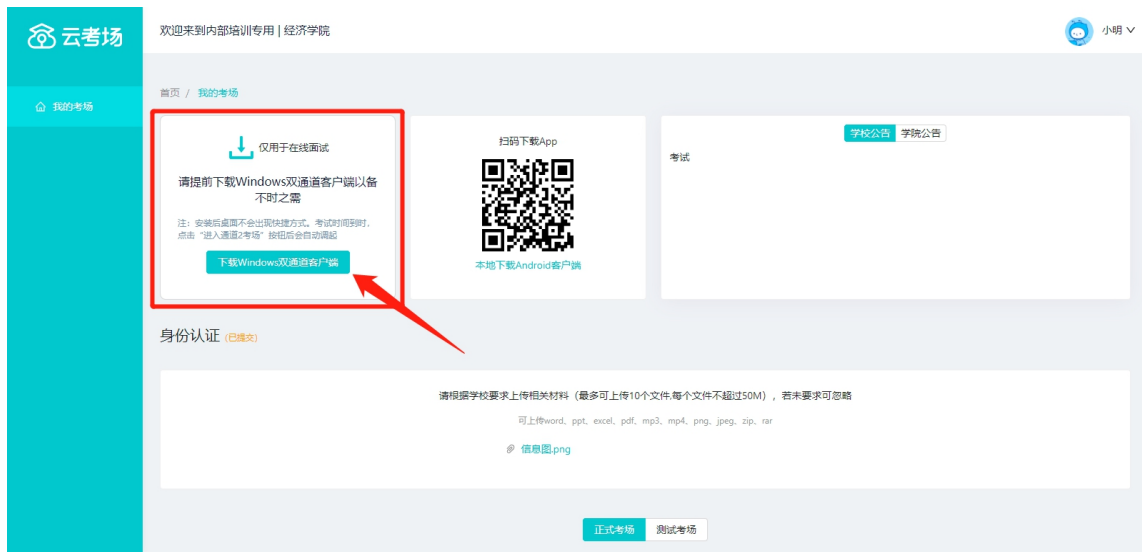 云考场
欢迎来到内部培训专用 | 经济学院
小明
我的考场
首页 / 我的考场
仅用于在线面试
请提前下载Windows双通道客户端以备
不时之需
注：安装后桌面不会出现快捷方式。考试时间到时，
点击“进入通道2考场”按钮后会自动调起
下载Windows双通道客户端
扫码下载App
本地下载Android客户端
学校公告 学院公告
考试
身份认证 (已提交)
请根据学校要求上传相关材料（最多可上传10个文件,每个文件不超过50M），若未要求可忽略
可上传word、ppt、excel、pdf、mp3、mp4、png、jpeg、zip、rar
信息图.png
正式考场 测试考场